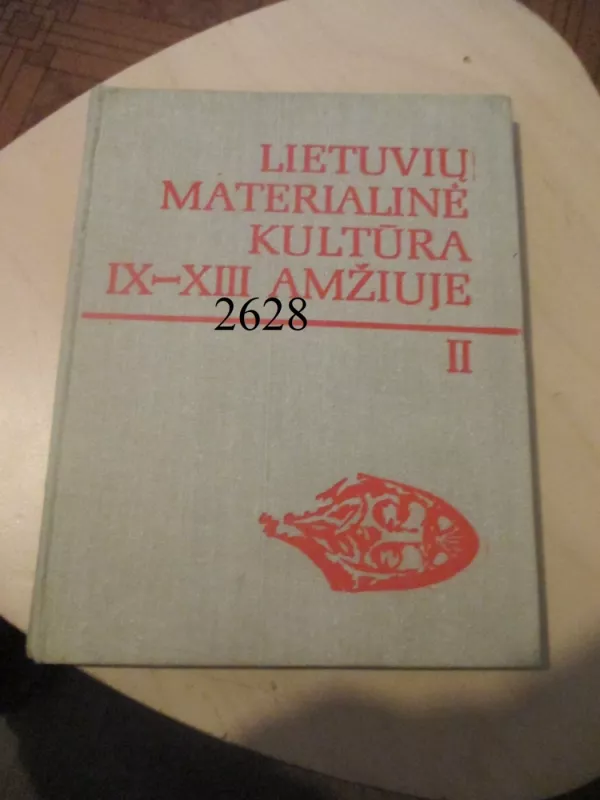 LIETUVIŲ
MATERIALINĖ
KULTŪRA
IX–XIII AMŽIUJE
2628
II